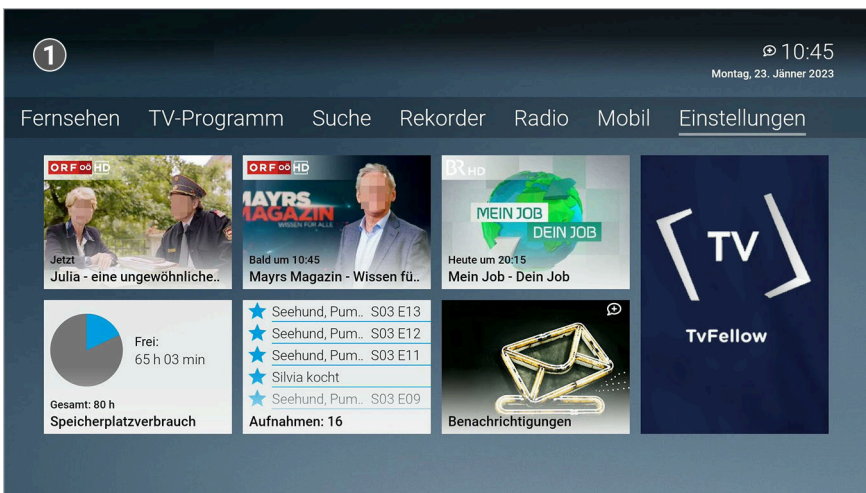 1
10:45
Montag, 23. Jänner 2023
Fernsehen TV-Programm Suche Rekorder Radio Mobil Einstellungen
ORF oö HD
Jetzt
Julia - eine ungewöhnliche..
ORF oö HD
MAYRS
MAGAZIN
WISSEN FÜR ALLE
Bald um 10:45
Mayrs Magazin - Wissen fü..
BR HD
MEIN JOB
DEIN JOB
Heute um 20:15
Mein Job - Dein Job
TV
TvFellow
Frei:
65 h 03 min
Gesamt: 80 h
Speicherplatzverbrauch
Seehund, Pum.. S03 E13
Seehund, Pum.. S03 E12
Seehund, Pum.. S03 E11
Silvia kocht
Seehund, Pum.. S03 E09
Aufnahmen: 16
Benachrichtigungen